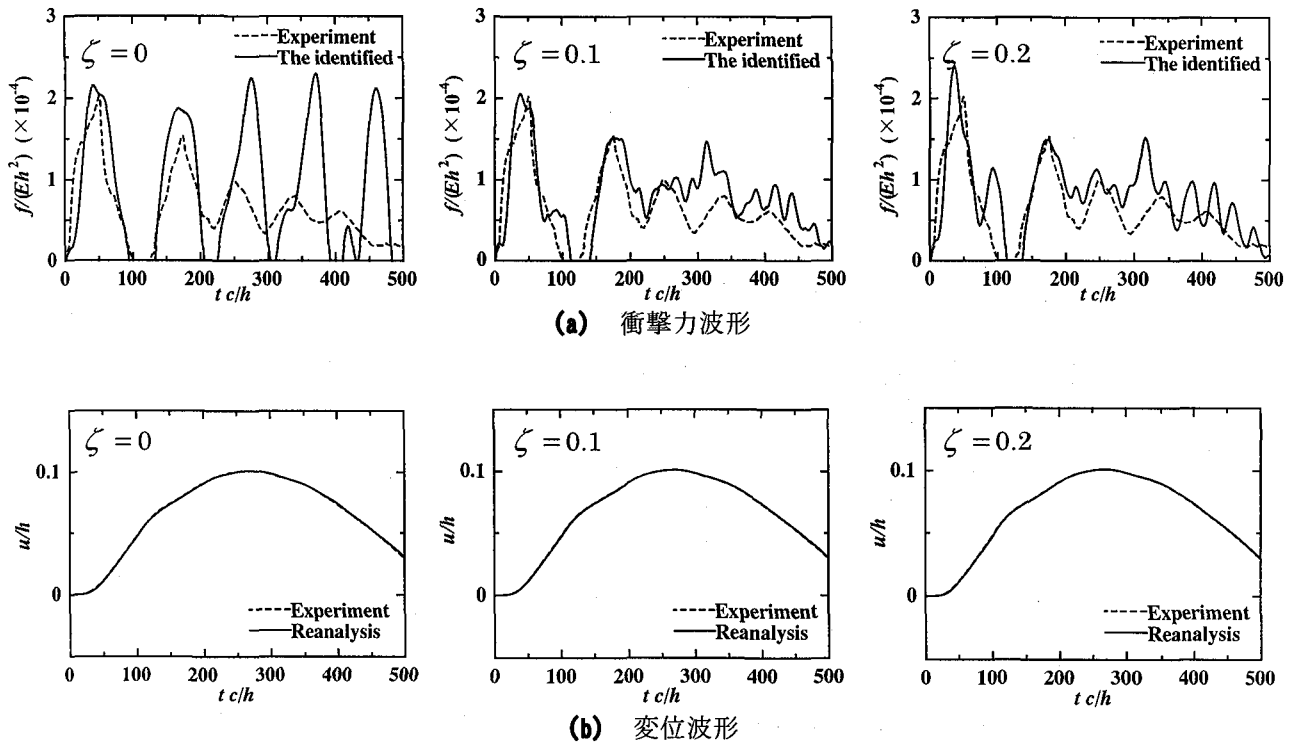 ζ = 0
Experiment
The identified
f/(Eh²) (×10⁻⁴)
3
2
1
0
0 100 200 300 400 500
t c/h
ζ = 0.1
Experiment
The identified
f/(Eh²) (×10⁻⁴)
3
2
1
0
0 100 200 300 400 500
t c/h
ζ = 0.2
Experiment
The identified
f/(Eh²) (×10⁻⁴)
3
2
1
0
0 100 200 300 400 500
t c/h
(a) 衝撃力波形
ζ = 0
u/h
0.1
0
Experiment
Reanalysis
0 100 200 300 400 500
t c/h
ζ = 0.1
u/h
0.1
0
Experiment
Reanalysis
0 100 200 300 400 500
t c/h
ζ = 0.2
u/h
0.1
0
Experiment
Reanalysis
0 100 200 300 400 500
t c/h
(b) 変位波形